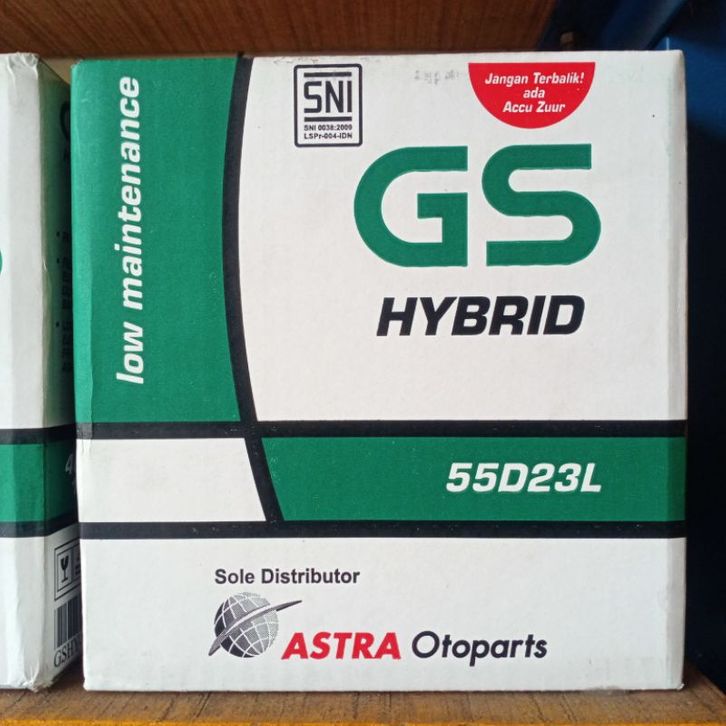 low maintenance
SNI
SNI 0038:2009
LSPr-004-IDN
Jangan Terbalik!
ada
Accu Zuur
GS
HYBRID
55D23L
Sole Distributor
ASTRA Otoparts